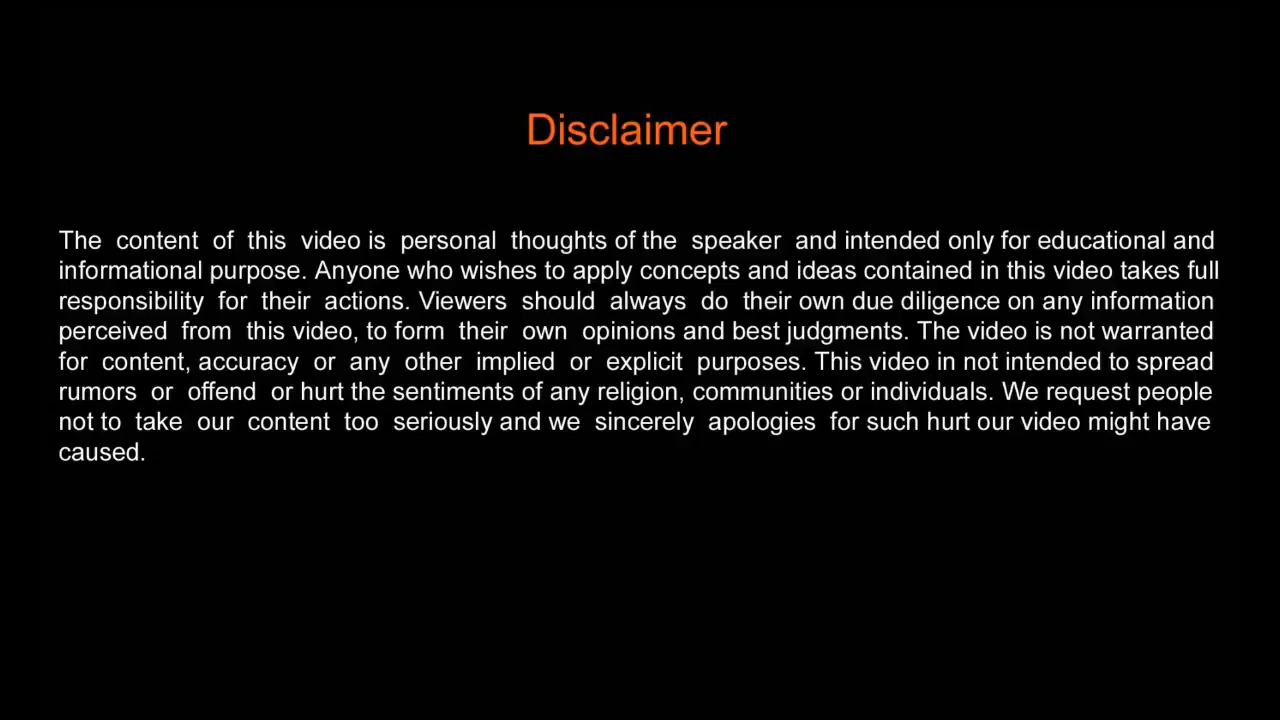 Disclaimer
The content of this video is personal thoughts of the speaker and intended only for educational and
informational purpose. Anyone who wishes to apply concepts and ideas contained in this video takes full
responsibility for their actions. Viewers should always do their own due diligence on any information
perceived from this video, to form their own opinions and best judgments. The video is not warranted
for content, accuracy or any other implied or explicit purposes. This video in not intended to spread
rumors or offend or hurt the sentiments of any religion, communities or individuals. We request people
not to take our content too seriously and we sincerely apologies for such hurt our video might have
caused.